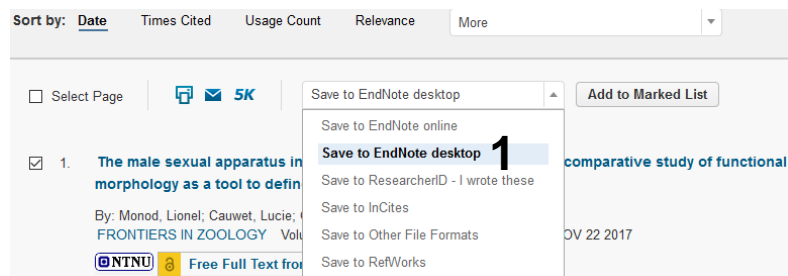 Sort by: Date Times Cited Usage Count Relevance More
Select Page 5K Save to EndNote desktop Add to Marked List
Save to EndNote online
Save to EndNote desktop 1
1. The male sexual apparatus in comparative study of functional
Save to ResearcherID - I wrote these
morphology as a tool to defin
By: Monod, Lionel; Cauwet, Lucie;
Save to InCites
FRONTIERS IN ZOOLOGY Volu OV 22 2017
Save to Other File Formats
NTNU Free Full Text from
Save to RefWorks